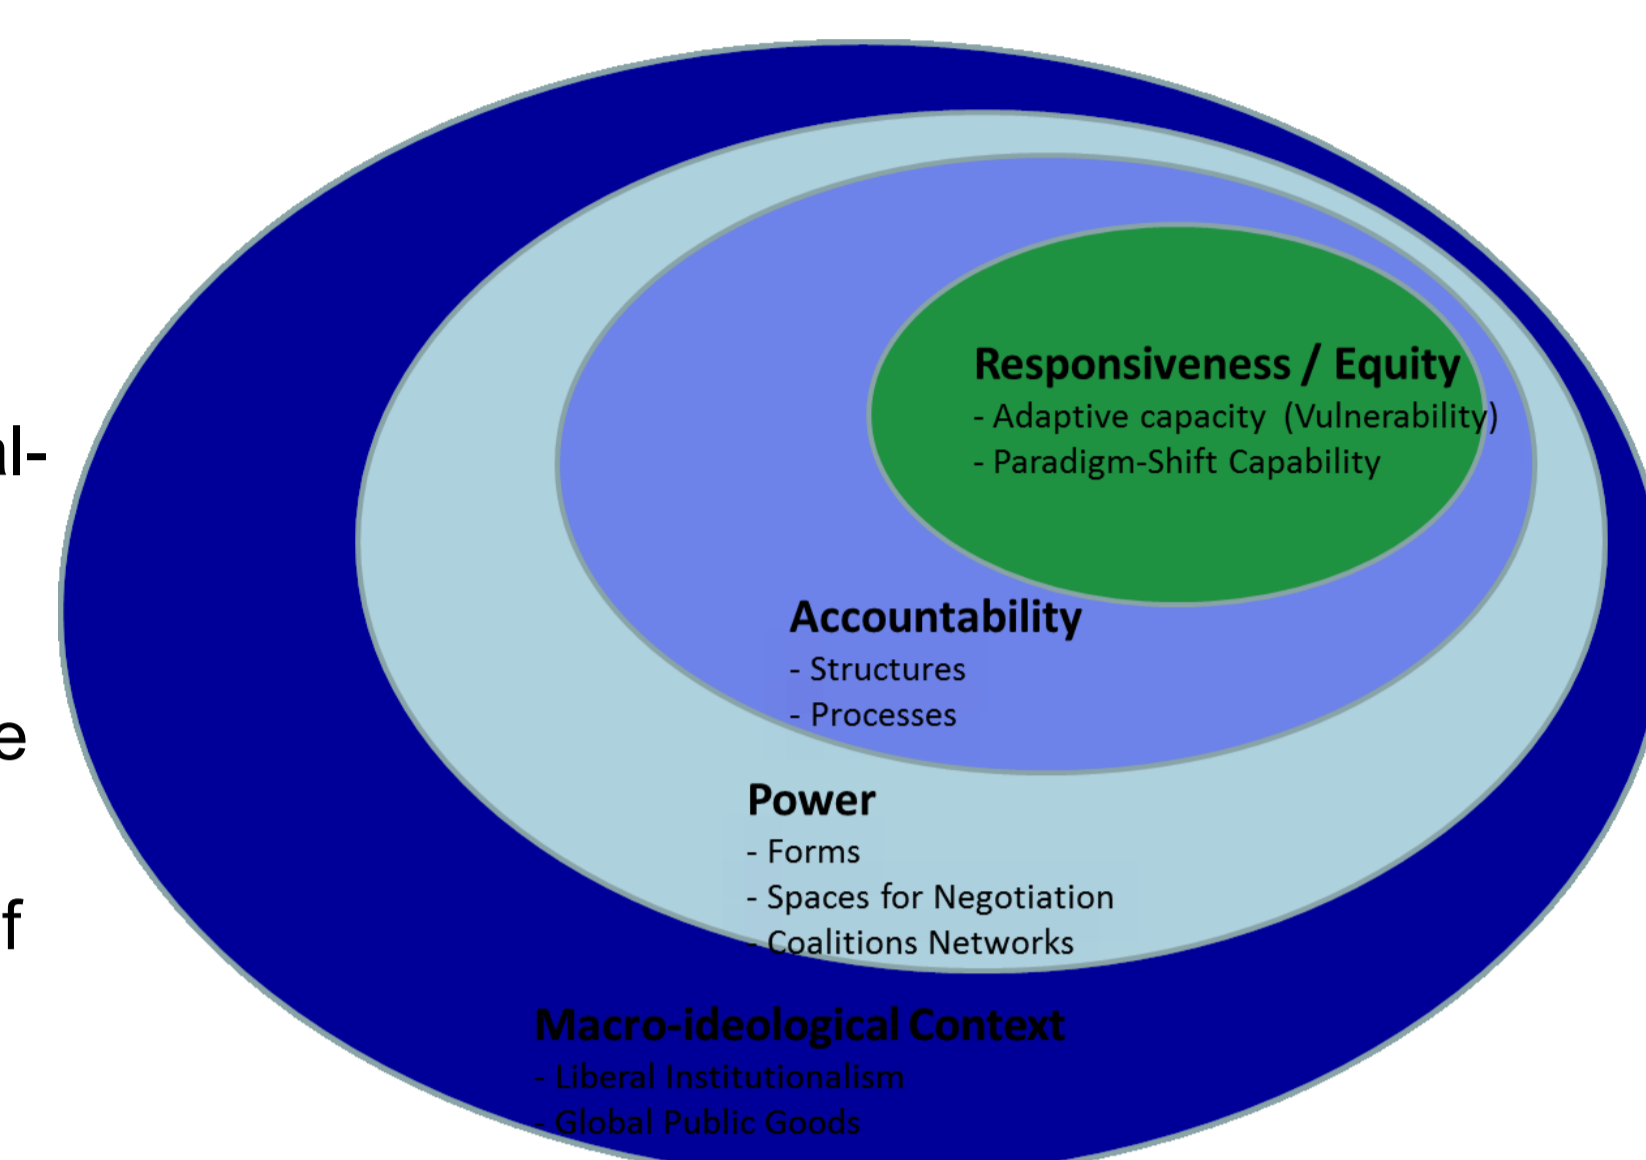 al-
e
f
Responsiveness / Equity
- Adaptive capacity (Vulnerability)
- Paradigm-Shift Capability
Accountability
- Structures
- Processes
Power
- Forms
- Spaces for Negotiation
- Coalitions Networks
Macro-ideological Context
- Liberal Institutionalism
- Global Public Goods